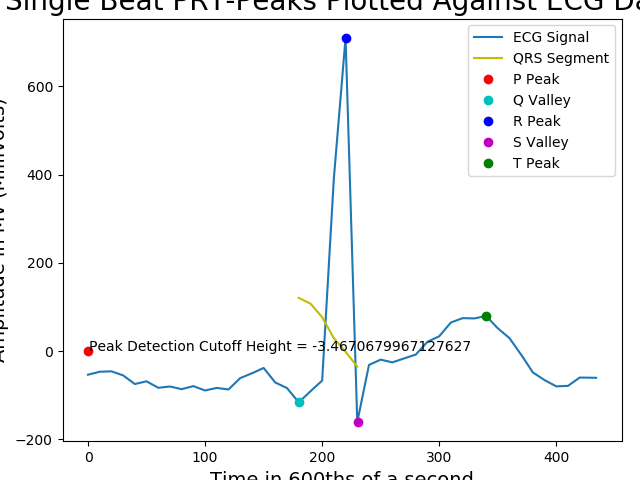 Single Beat PRT-Peaks Plotted Against ECG Da
ECG Signal
QRS Segment
P Peak
Q Valley
R Peak
S Valley
T Peak
Amplitude in MV (Millivolts)
600
400
200
0
−200
Peak Detection Cutoff Height = -3.4670679967127627
0 100 200 300 400
Time in 600ths of a second